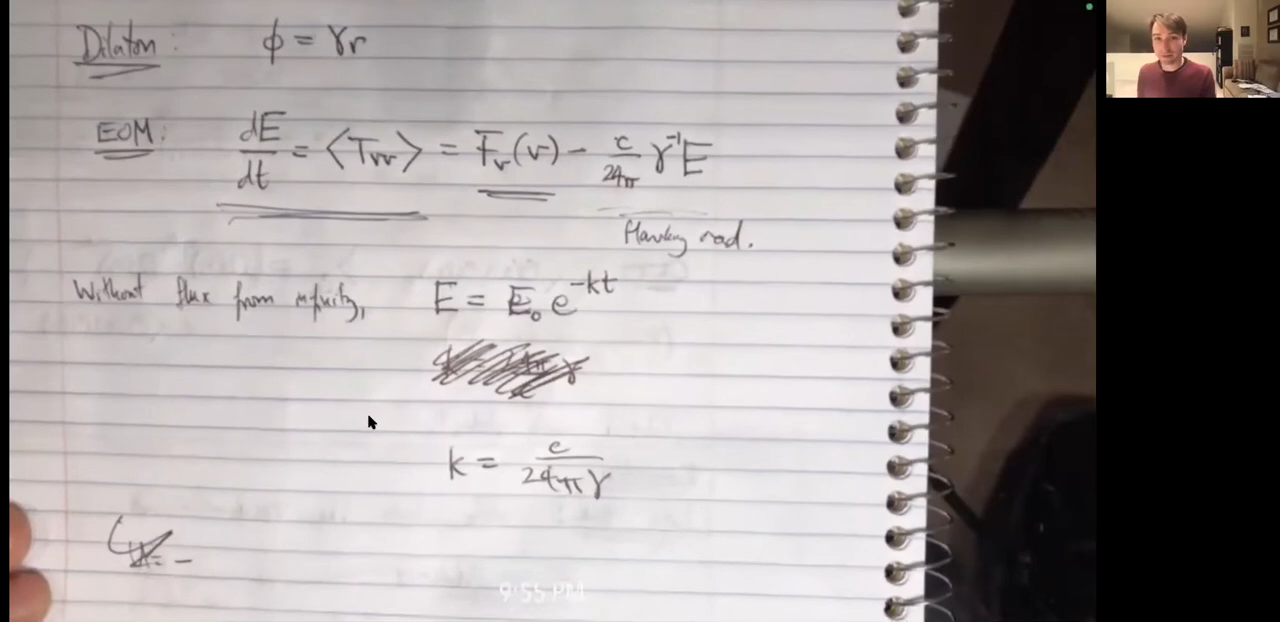 Dilaton: ϕ = γr
EOM: dE/dt = ⟨T_vv⟩ = F_v(v) - c/24π γ⁻¹E
Hawking rad.
Without flux from infinity, E = E₀ e^{-kt}
k = c/24πγ
9:55 PM